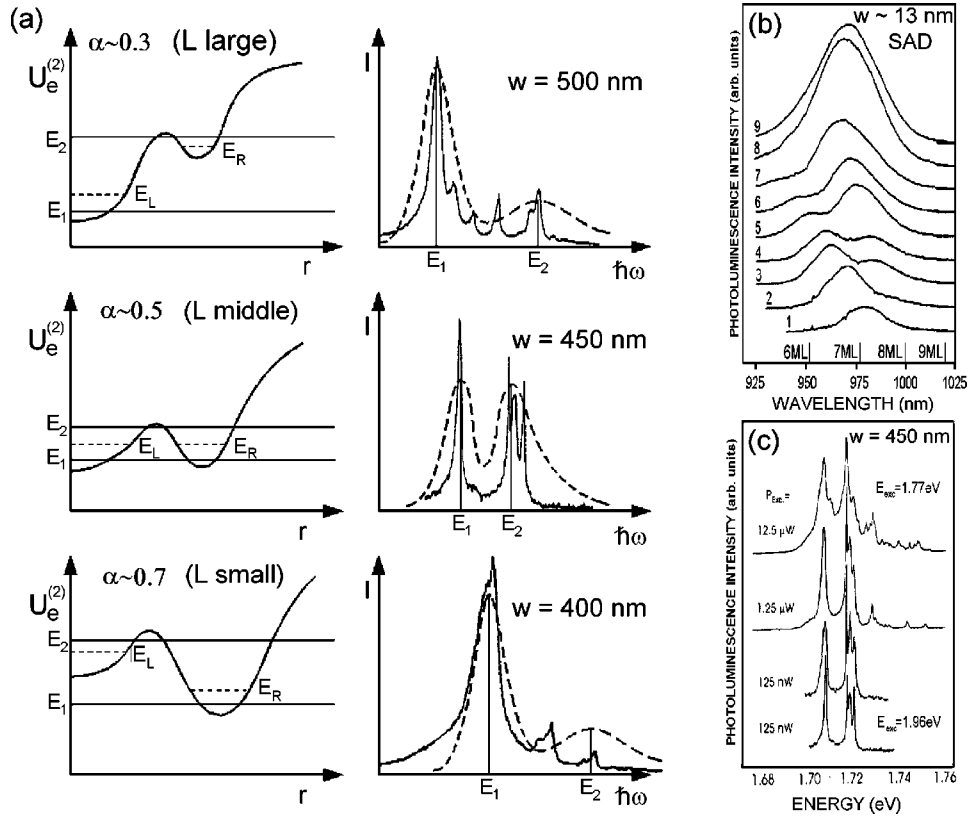 (a)
α~0.3 (L large)
U_e^(2)
E_2
E_R
E_L
E_1
r
I
w = 500 nm
E_1
E_2
ħω
α~0.5 (L middle)
U_e^(2)
E_2
E_L
E_R
E_1
r
I
w = 450 nm
E_1
E_2
ħω
α~0.7 (L small)
U_e^(2)
E_2
E_L
E_R
E_1
r
I
w = 400 nm
E_1
E_2
ħω
(b)
w ~ 13 nm
SAD
PHOTOLUMINESCENCE INTENSITY (arb. units)
9
8
7
6
5
4
3
2
1
6ML 7ML 8ML 9ML
925 950 975 1000 1025
WAVELENGTH (nm)
(c)
w = 450 nm
PHOTOLUMINESCENCE INTENSITY (arb. units)
P_Exc.=
E_exc=1.77eV
12.5 μW
1.25 μW
125 nW
125 nW
E_exc=1.96eV
1.68 1.70 1.72 1.74 1.76
ENERGY (eV)